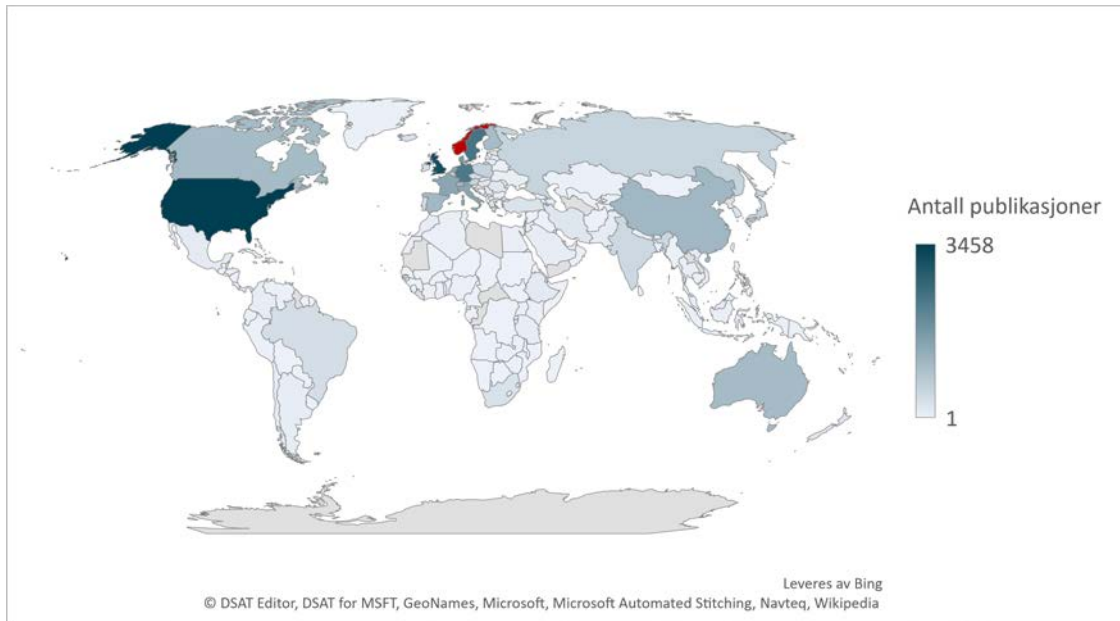 Antall publikasjoner
3458
1
Leveres av Bing
© DSAT Editor, DSAT for MSFT, GeoNames, Microsoft, Microsoft Automated Stitching, Navteq, Wikipedia